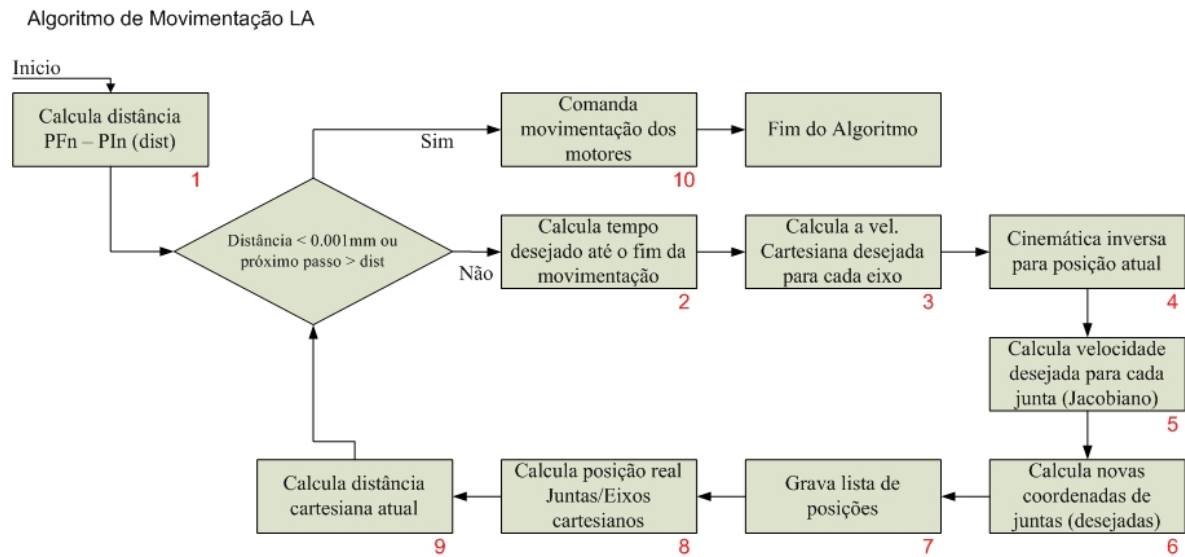 Algoritmo de Movimentação LA
Inicio
Calcula distância
PFn – PIn (dist)
1
Distância < 0.001mm ou
próximo passo > dist
Sim
Comanda
movimentação dos
motores
10
Fim do Algoritmo
Não
Calcula tempo
desejado até o fim da
movimentação
2
Calcula a vel.
Cartesiana desejada
para cada eixo
3
Cinemática inversa
para posição atual
4
Calcula velocidade
desejada para cada
junta (Jacobiano)
5
Calcula novas
coordenadas de
juntas (desejadas)
6
Grava lista de
posições
7
Calcula posição real
Juntas/Eixos
cartesianos
8
Calcula distância
cartesiana atual
9